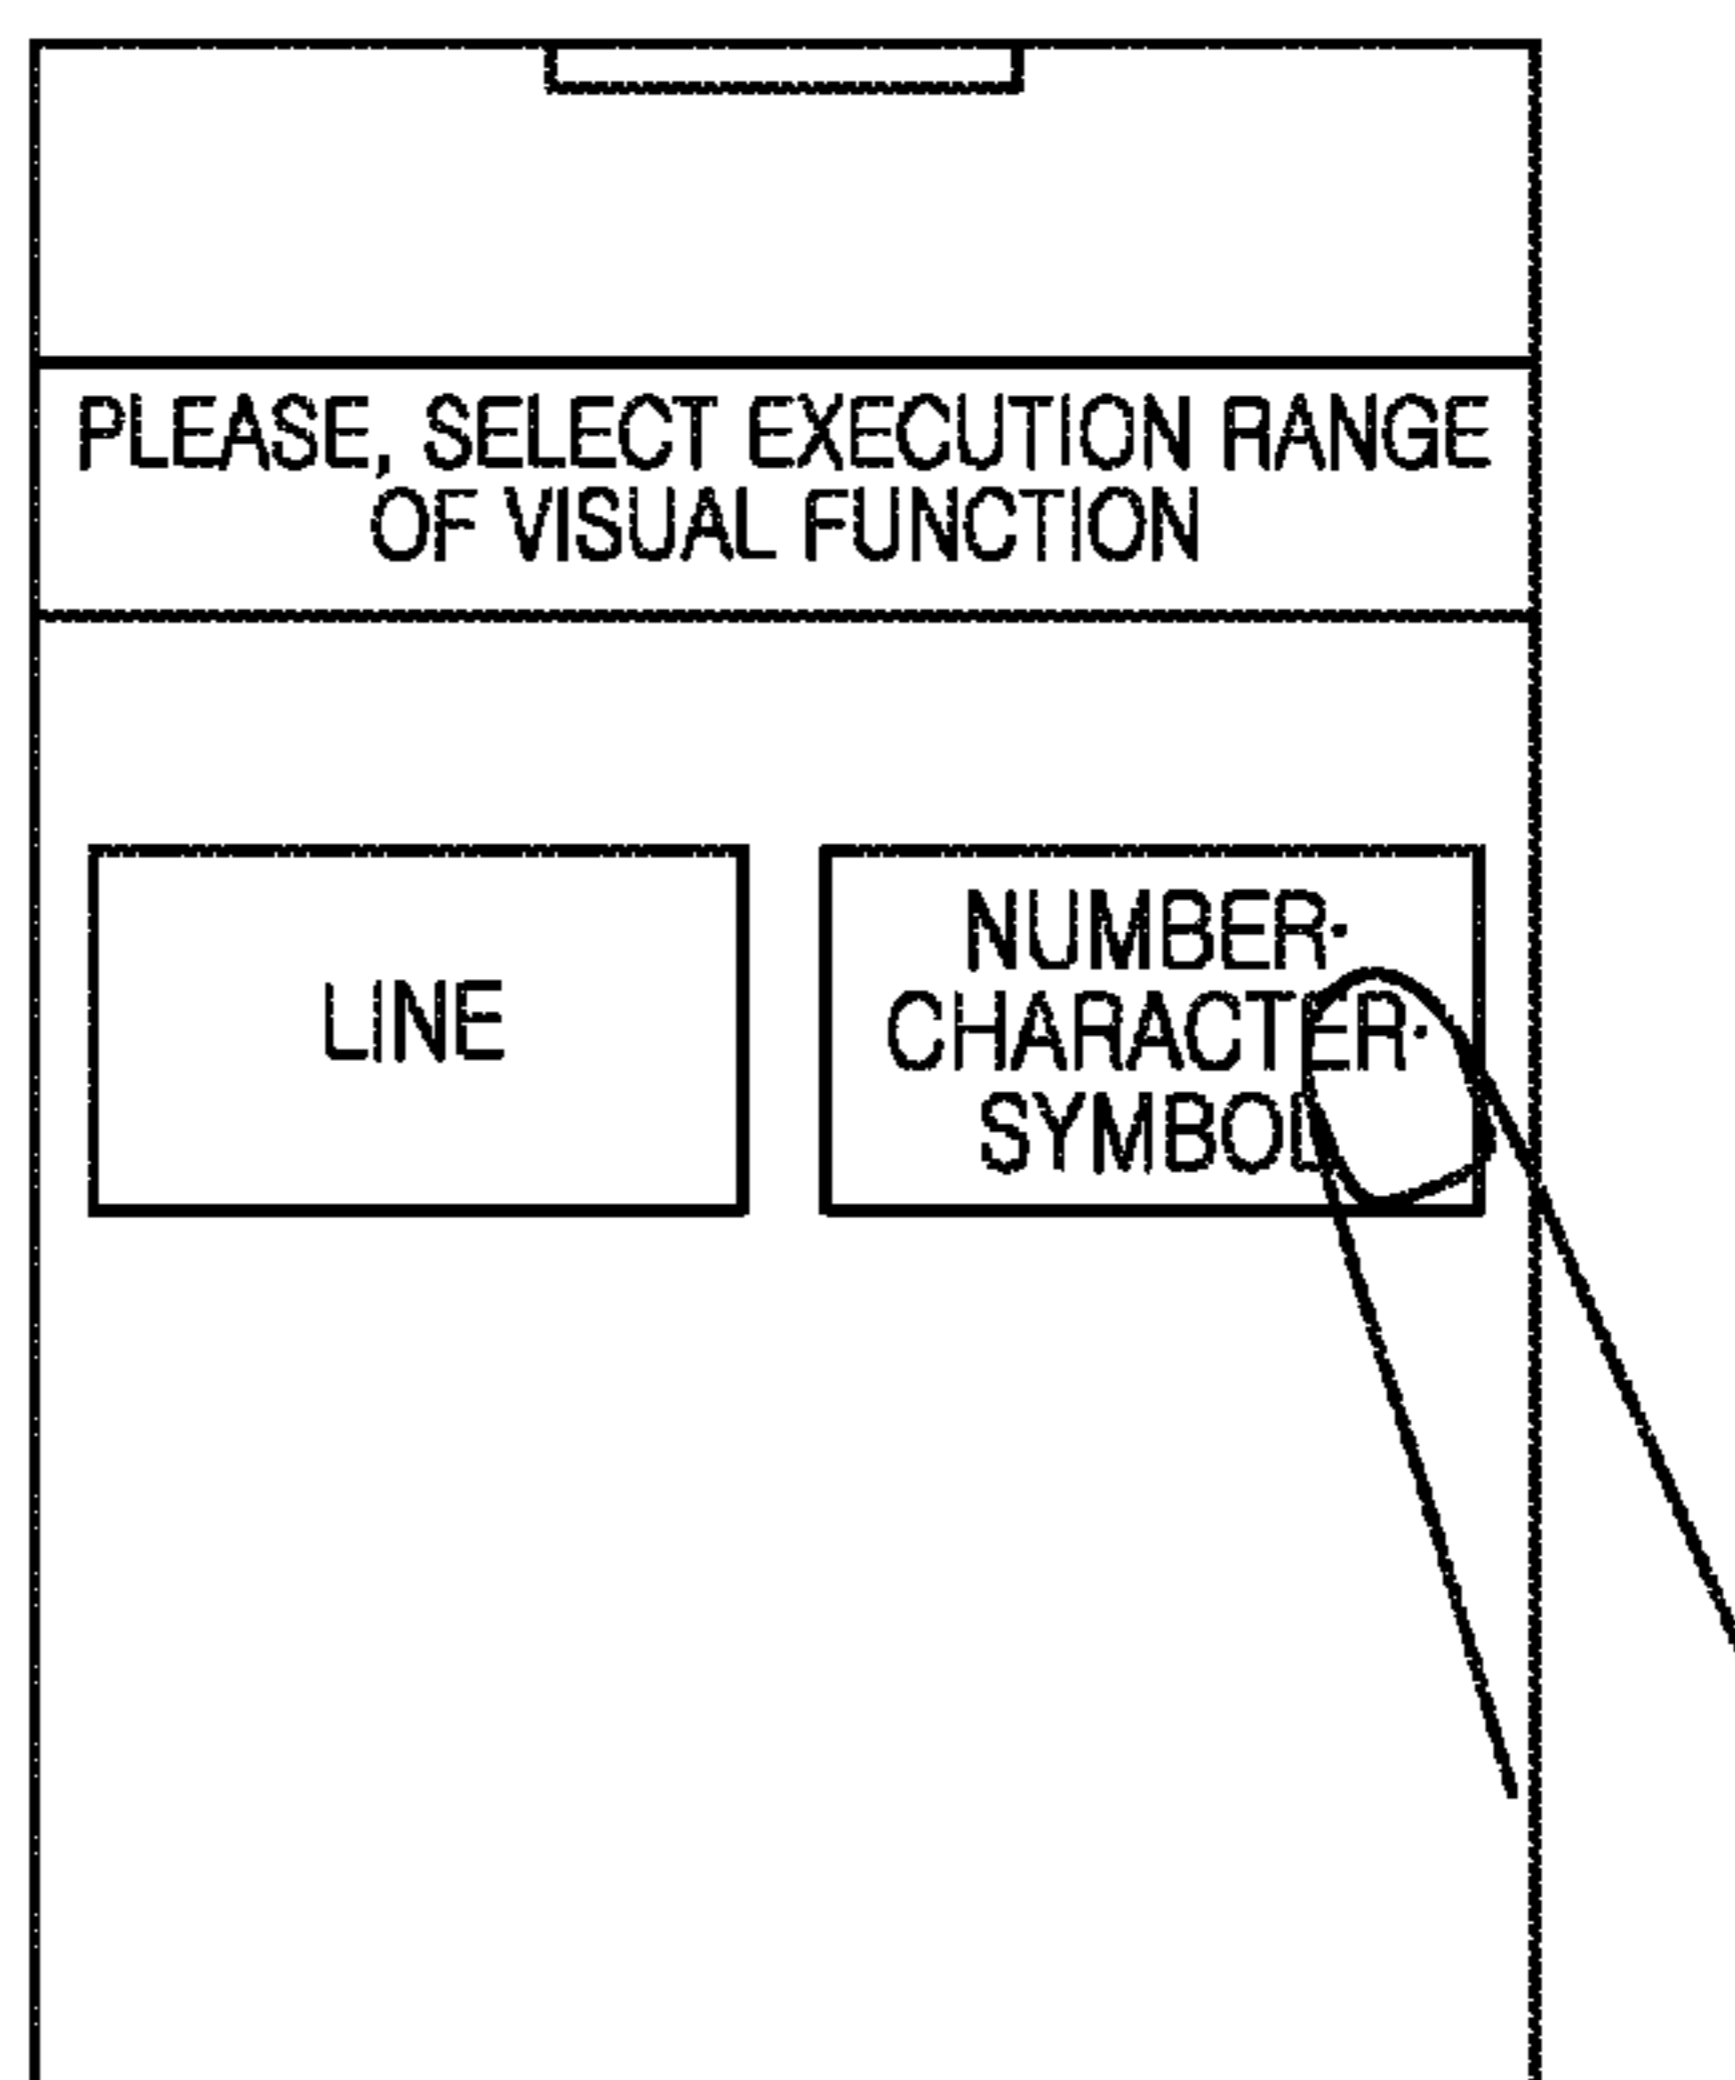 PLEASE, SELECT EXECUTION RANGE
OF VISUAL FUNCTION
LINE
NUMBER·
CHARACTER·
SYMBOL